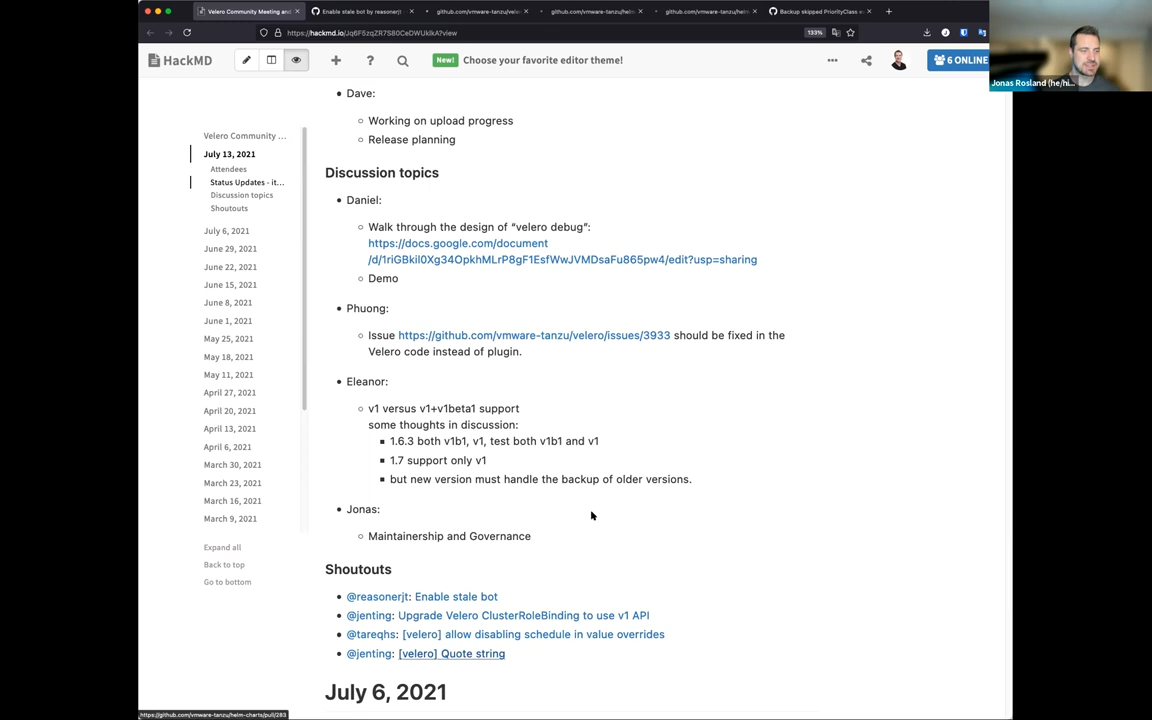 Velero Community Meeting and
Enable stale bot by reasonerjt
github.com/vmware-tanzu/vele
github.com/vmware-tanzu/helm
github.com/vmware-tanzu/helm
Backup skipped PriorityClass w
https://hackmd.io/Jq6F5zqZR7S80CeDWUklkA?view
133%
HackMD
New!
Choose your favorite editor theme!
6 ONLINE
Jonas Rosland (he/hi...
Velero Community ...
July 13, 2021
Attendees
Status Updates - it...
Discussion topics
Shoutouts
July 6, 2021
June 29, 2021
June 22, 2021
June 15, 2021
June 8, 2021
June 1, 2021
May 25, 2021
May 18, 2021
May 11, 2021
April 27, 2021
April 20, 2021
April 13, 2021
April 6, 2021
March 30, 2021
March 23, 2021
March 16, 2021
March 9, 2021
Expand all
Back to top
Go to bottom
Dave:
Working on upload progress
Release planning
Discussion topics
Daniel:
Walk through the design of “velero debug”:
https://docs.google.com/document
/d/1riGBkil0Xg34OpkhMLrP8gF1EsfWwJVMDsaFu865pw4/edit?usp=sharing
Demo
Phuong:
Issue https://github.com/vmware-tanzu/velero/issues/3933 should be fixed in the
Velero code instead of plugin.
Eleanor:
v1 versus v1+v1beta1 support
some thoughts in discussion:
1.6.3 both v1b1, v1, test both v1b1 and v1
1.7 support only v1
but new version must handle the backup of older versions.
Jonas:
Maintainership and Governance
Shoutouts
@reasonerjt: Enable stale bot
@jenting: Upgrade Velero ClusterRoleBinding to use v1 API
@tareqhs: [velero] allow disabling schedule in value overrides
@jenting: [velero] Quote string
July 6, 2021
https://github.com/vmware-tanzu/helm-charts/pull/283